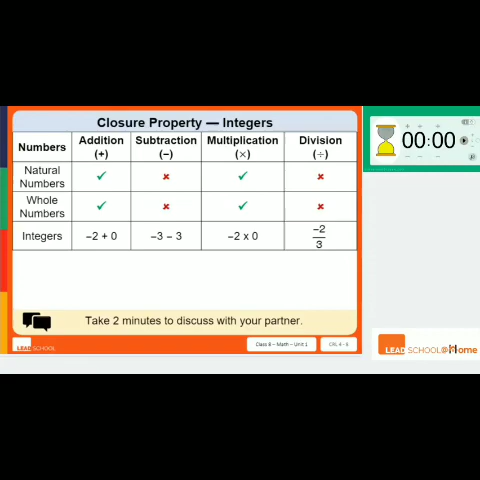 Closure Property — Integers
Numbers Addition (+) Subtraction (−) Multiplication (×) Division (÷)
Natural Numbers ✓ ✖ ✓ ✖
Whole Numbers ✓ ✖ ✓ ✖
Integers −2 + 0 −3 − 3 −2 x 0 −2/3
Take 2 minutes to discuss with your partner.
LEAD SCHOOL
Class 8 – Math – Unit 1
00:00
LEAD SCHOOL@Home